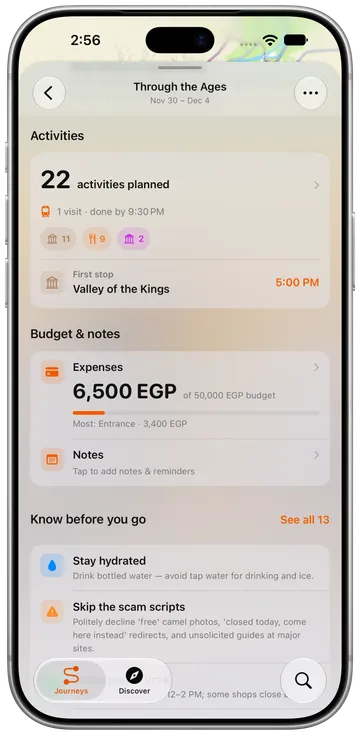 2:56
Through the Ages
Nov 30 – Dec 4
Activities
22 activities planned
1 visit · done by 9:30 PM
11
9
2
First stop
Valley of the Kings
5:00 PM
Budget & notes
Expenses
6,500 EGP of 50,000 EGP budget
Most: Entrance · 3,400 EGP
Notes
Tap to add notes & reminders
Know before you go
See all 13
Stay hydrated
Drink bottled water — avoid tap water for drinking and ice.
Skip the scam scripts
Politely decline 'free' camel photos, 'closed today, come
here instead' redirects, and unsolicited guides at major
sites.
12–2 PM; some shops close
Journeys
Discover